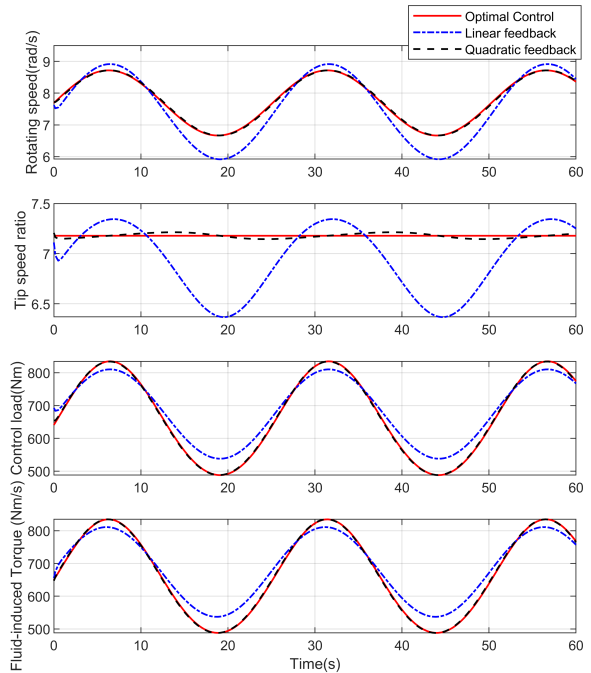 Optimal Control
Linear feedback
Quadratic feedback
Rotating speed(rad/s)
9
8
7
6
0 10 20 30 40 50 60
Tip speed ratio
7.5
7
6.5
0 10 20 30 40 50 60
Control load(Nm)
800
700
600
500
0 10 20 30 40 50 60
Fluid-induced Torque (Nm/s)
800
700
600
500
0 10 20 30 40 50 60
Time(s)